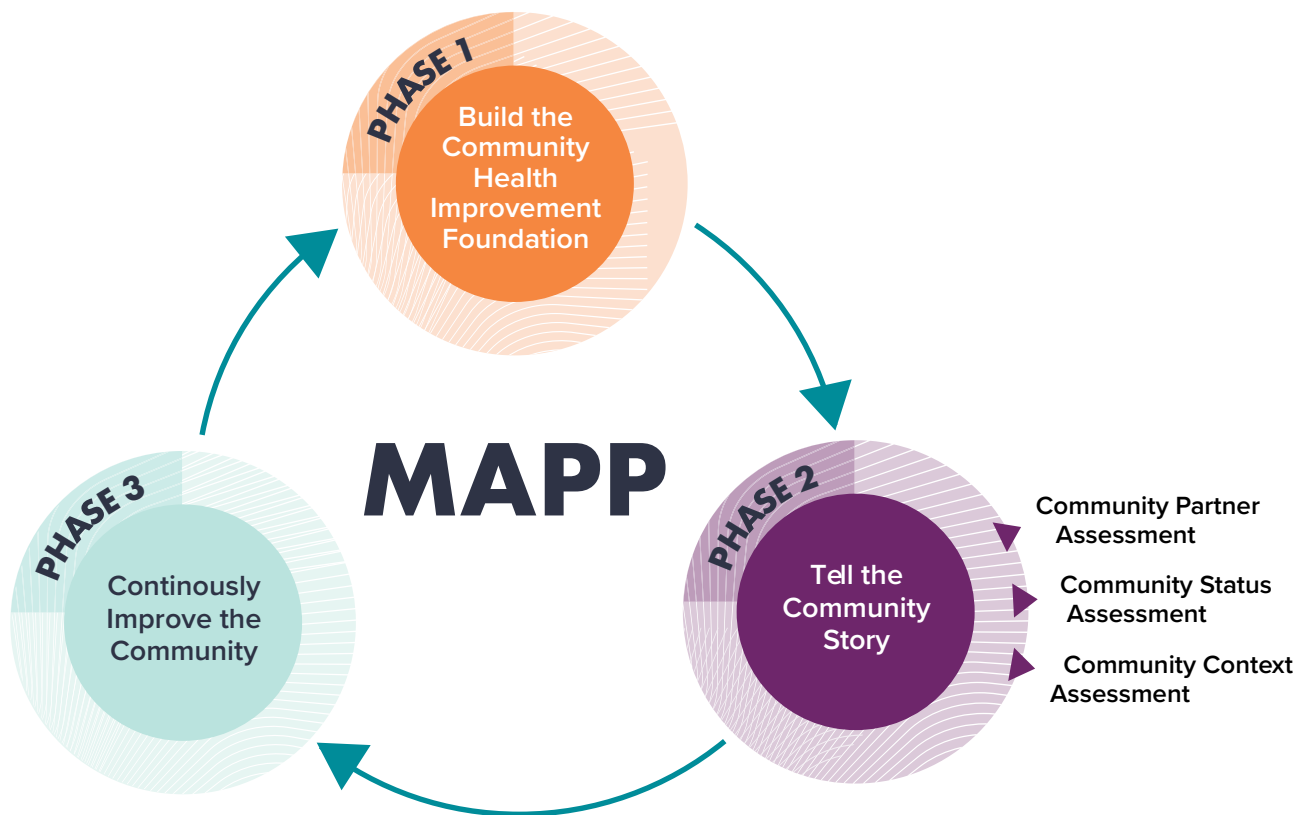 PHASE 1
Build the
Community
Health
Improvement
Foundation
MAPP
PHASE 2
Tell the
Community
Story
Community Partner
Assessment
Community Status
Assessment
Community Context
Assessment
PHASE 3
Continously
Improve the
Community